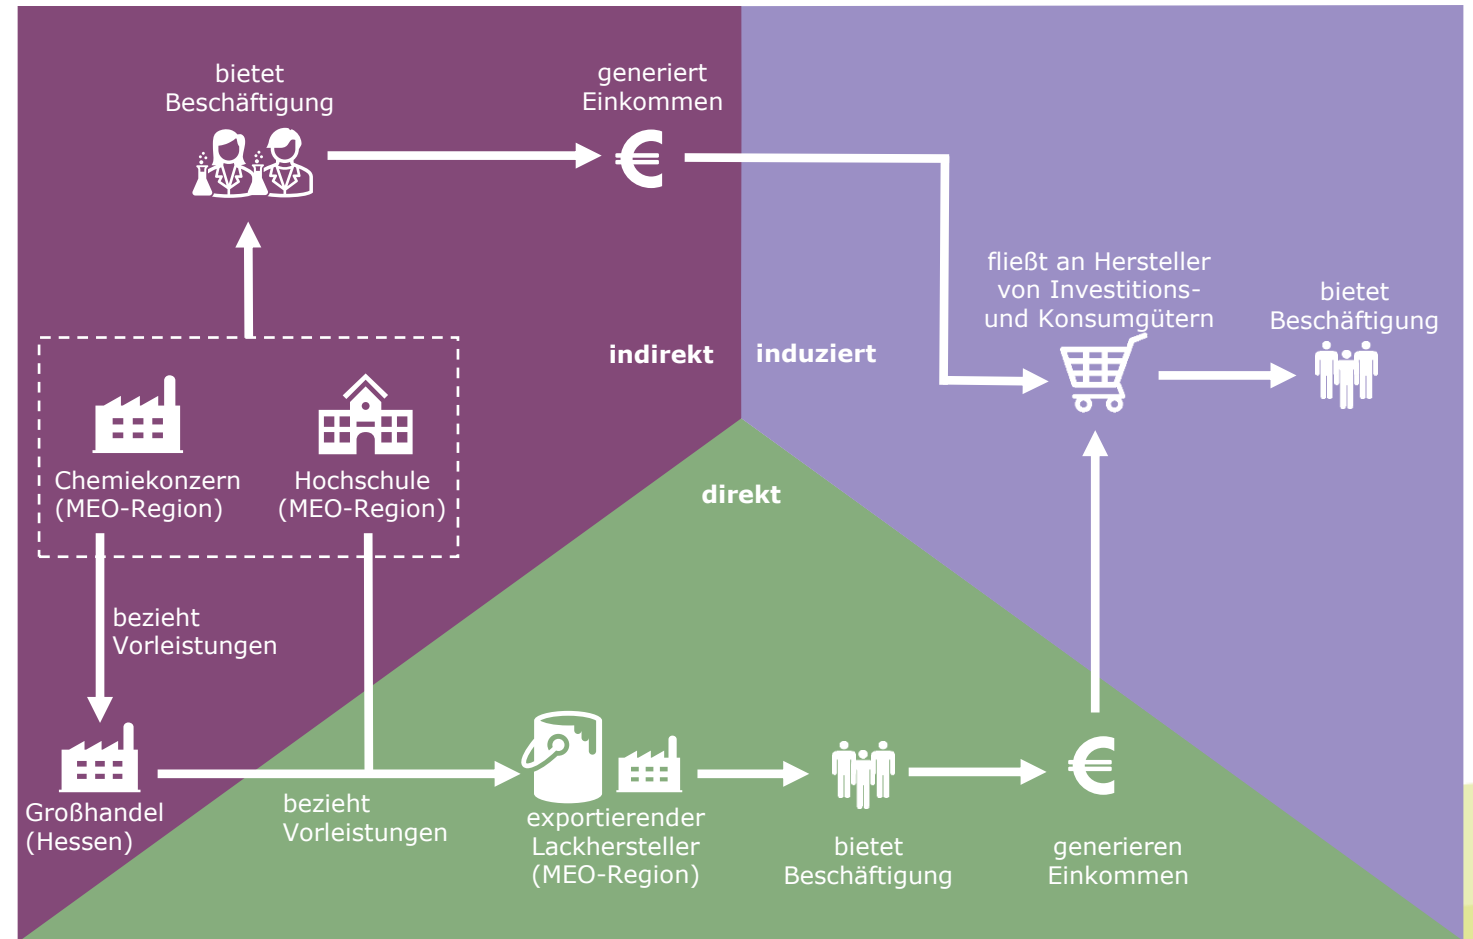 bietet
Beschäftigung
generiert
Einkommen
fließt an Hersteller
von Investitions-
und Konsumgütern
bietet
Beschäftigung
indirekt
induziert
Chemiekonzern
(MEO-Region)
Hochschule
(MEO-Region)
direkt
bezieht
Vorleistungen
Großhandel
(Hessen)
bezieht
Vorleistungen
exportierender
Lackhersteller
(MEO-Region)
bietet
Beschäftigung
generieren
Einkommen